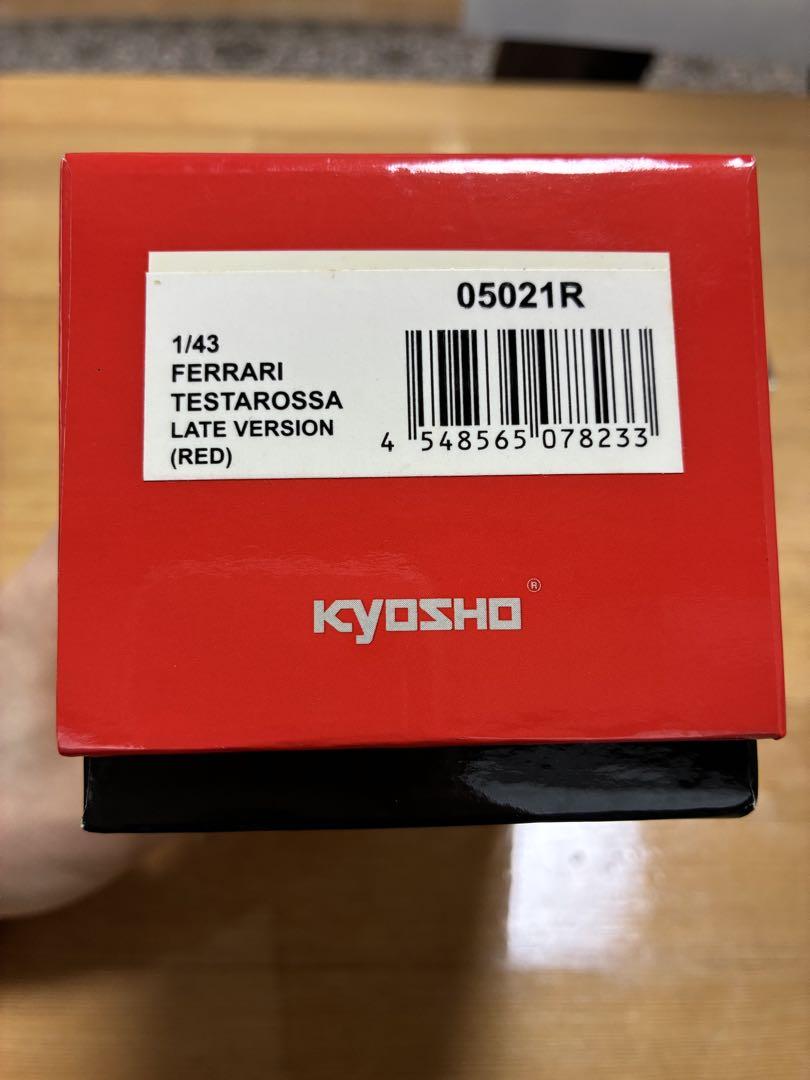 05021R
1/43
FERRARI
TESTAROSSA
LATE VERSION
(RED)
4 548565 078233
KYOSHO®